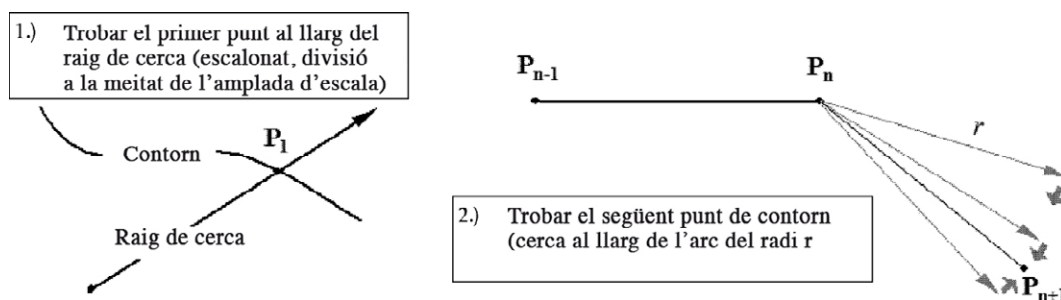 1.) Trobar el primer punt al llarg del
raig de cerca (escalonat, divisió
a la meitat de l'amplada d'escala)
Contorn
P1
Raig de cerca
Pn-1
Pn
r
2.) Trobar el següent punt de contorn
(cerca al llarg de l'arc del radi r
Pn+1